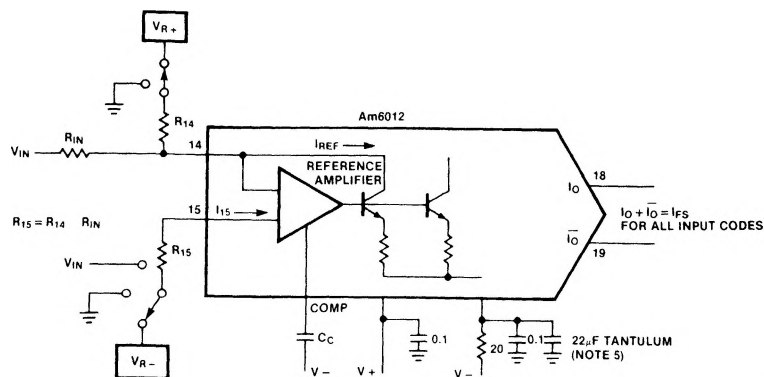 VR+
Am6012
R14
RIN
VIN
14
IREF
REFERENCE
AMPLIFIER
18
IO
IO + IO = IFS
FOR ALL INPUT CODES
IO
19
15
I15
R15 = R14 RIN
R15
VIN
COMP
CC
0.1
20
0.1
22μF TANTULUM
(NOTE 5)
VR−
V−
V+
V−